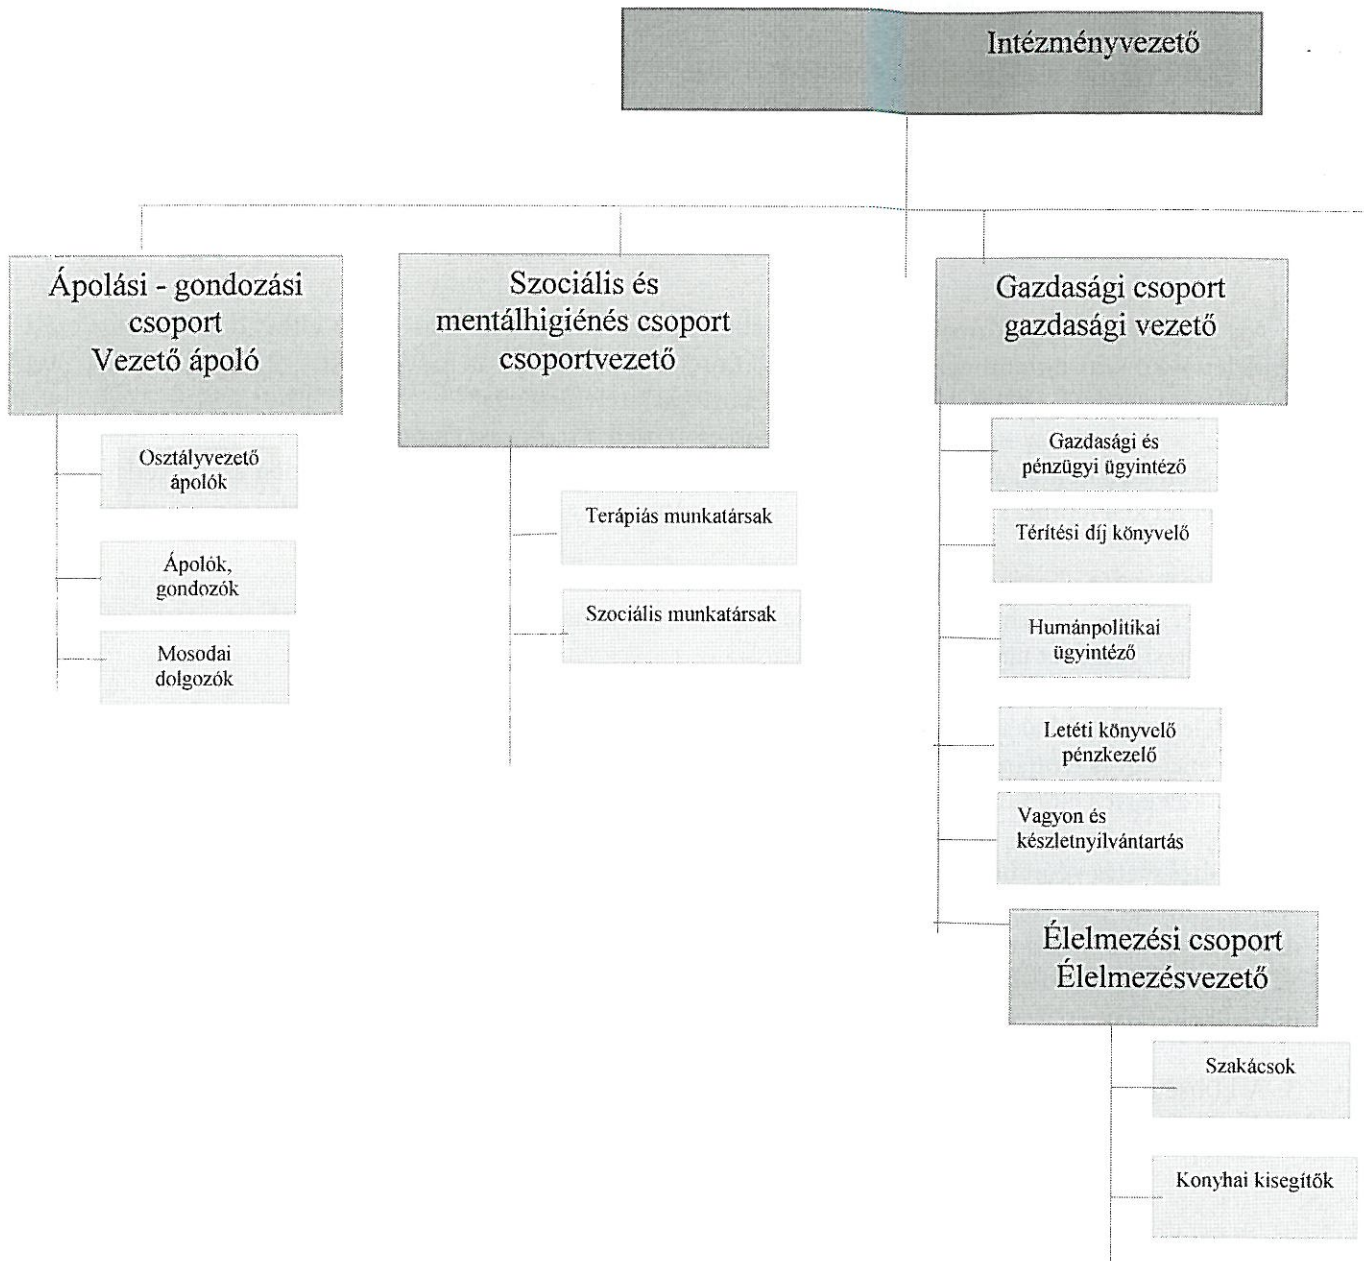 Intézményvezető
Ápolási - gondozási
csoport
Vezető ápoló
Osztályvezető
ápolók
Ápolók,
gondozók
Mosodai
dolgozók
Szociális és
mentálhigiénés csoport
csoportvezető
Terápiás munkatársak
Szociális munkatársak
Gazdasági csoport
gazdasági vezető
Gazdasági és
pénzügyi ügyintéző
Térítési díj könyvelő
Humánpolitikai
ügyintéző
Letéti könyvelő
pénzkezelő
Vagyon és
készletnyilvántartás
Élelmezési csoport
Élelmezésvezető
Szakácsok
Konyhai kisegítők